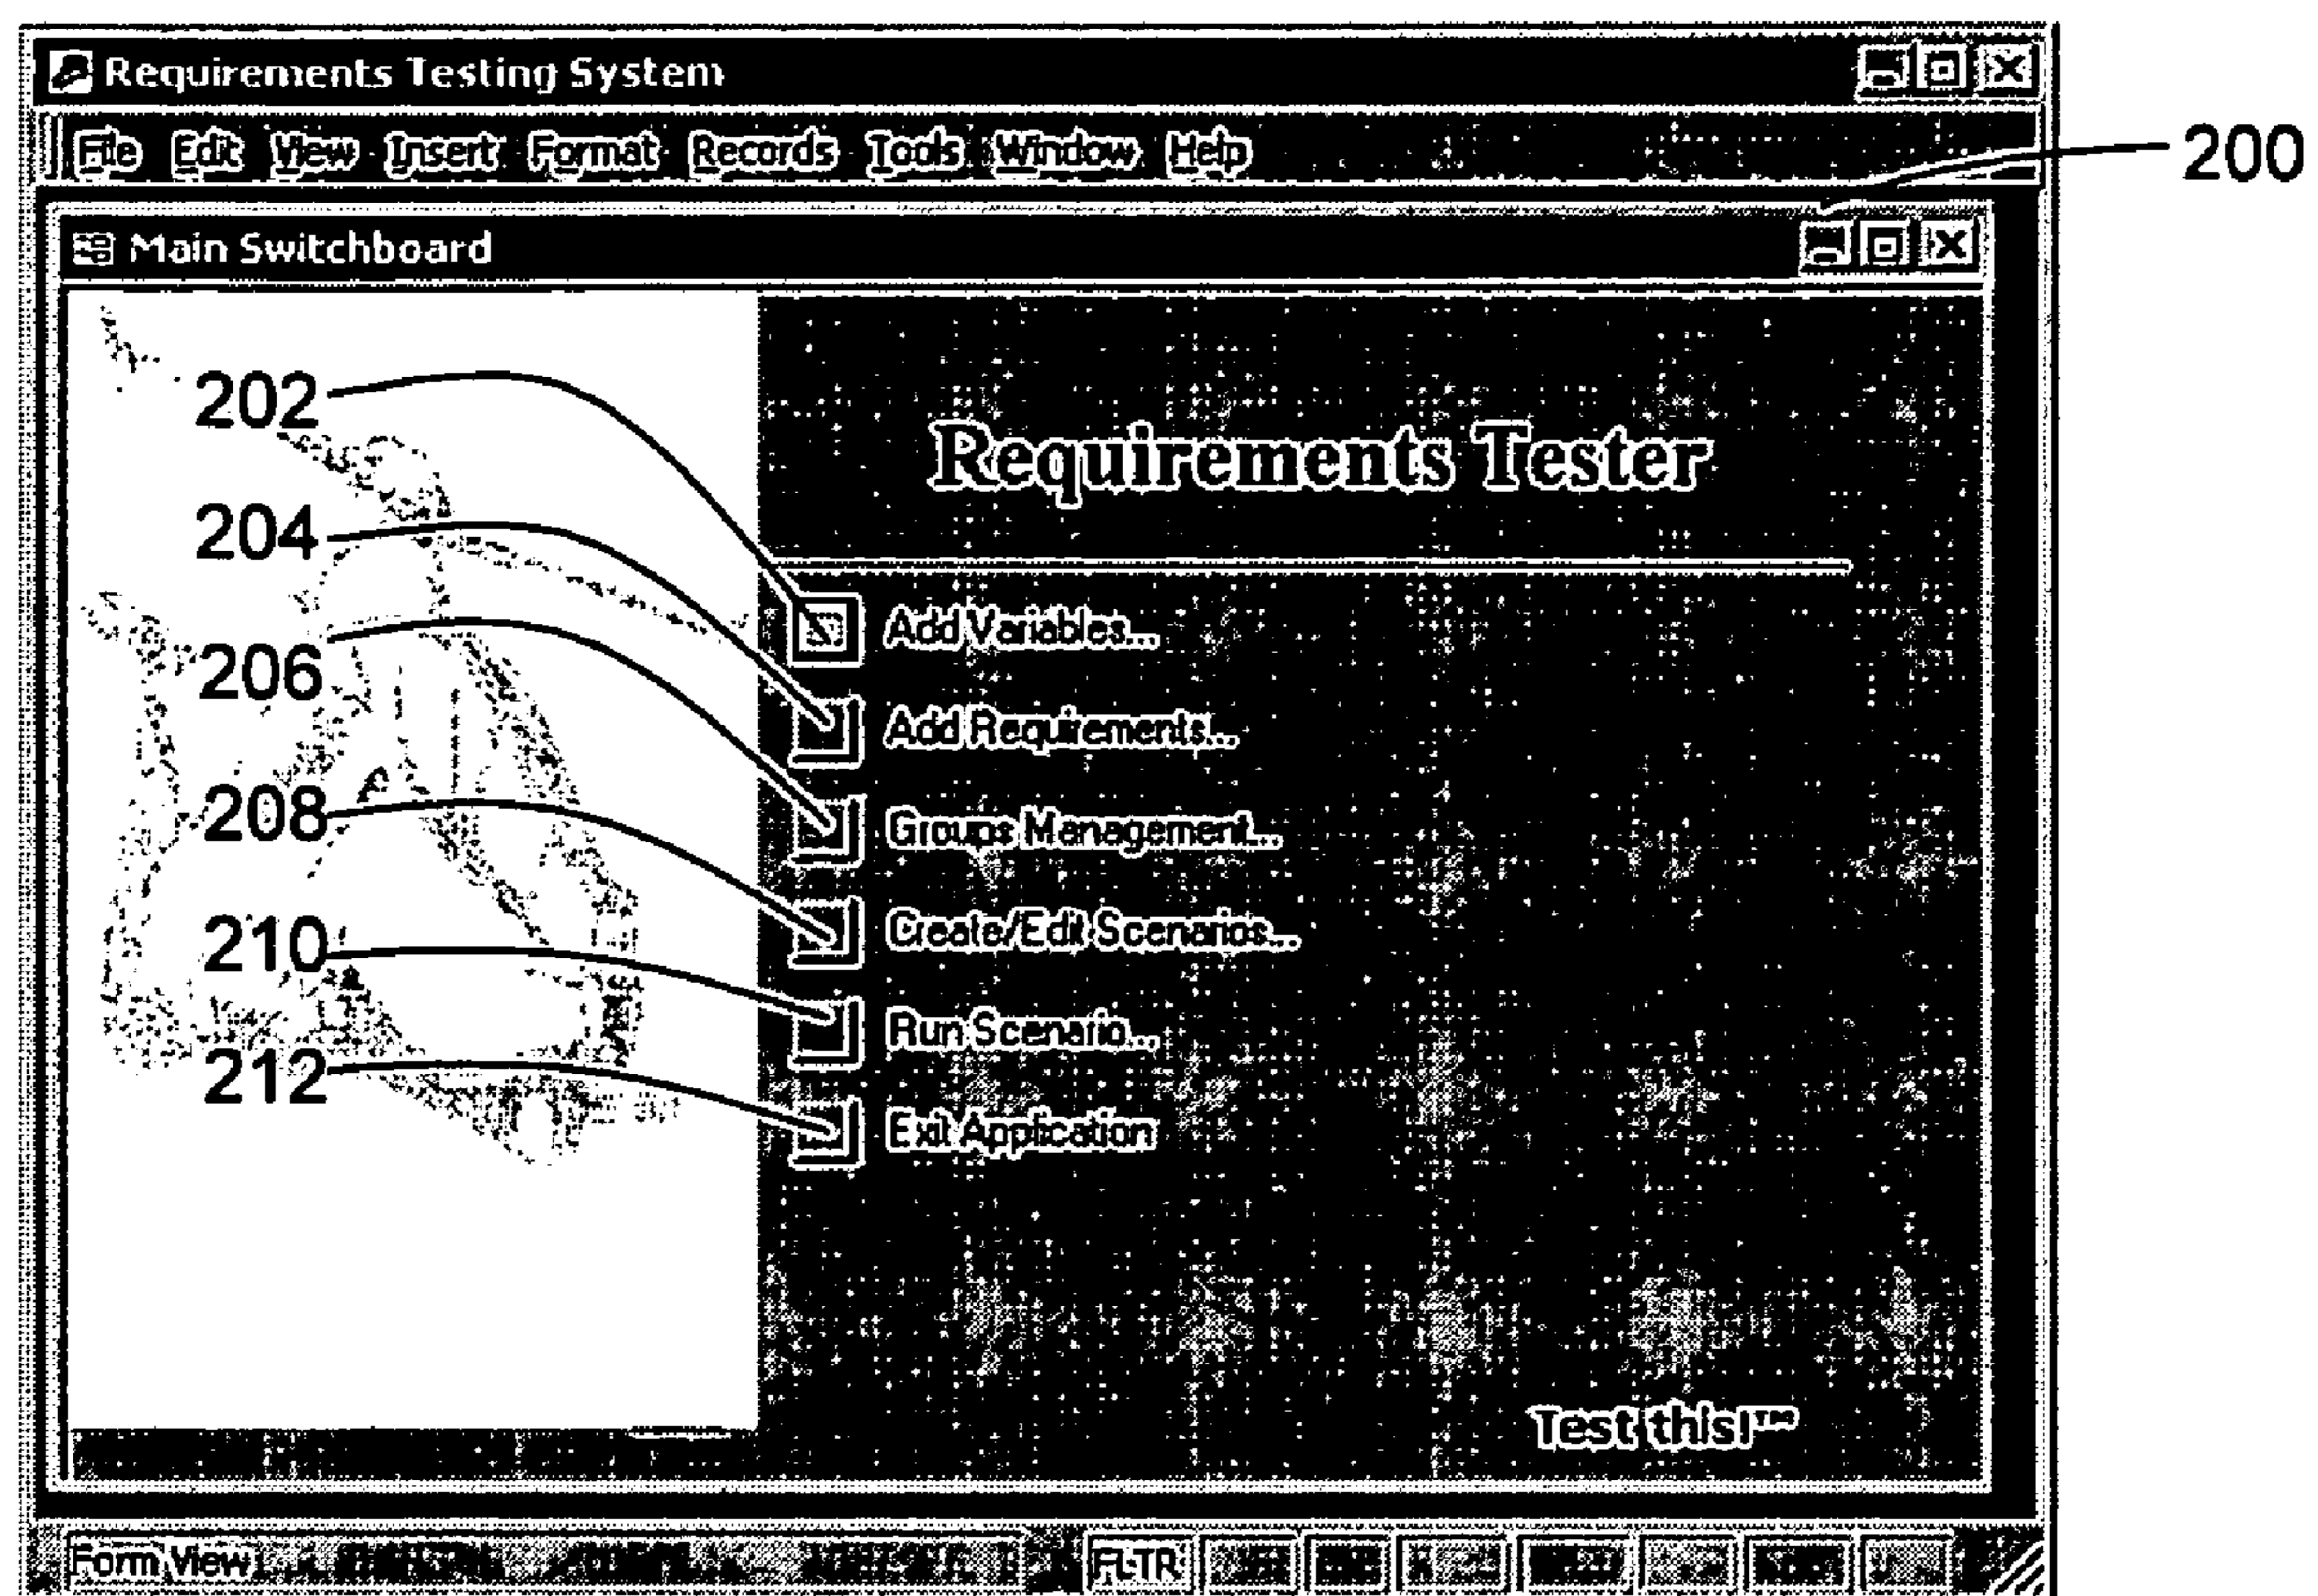 Requirements Testing System
File Edit View Insert Format Records Tools Window Help
200
Main Switchboard
Requirements Tester
202
204
206
208
210
212
Add Variables...
Add Requirements...
Groups Management...
Create/Edit Scenarios...
Run Scenario...
Exit Application
Test this!™
Form View
FLTR